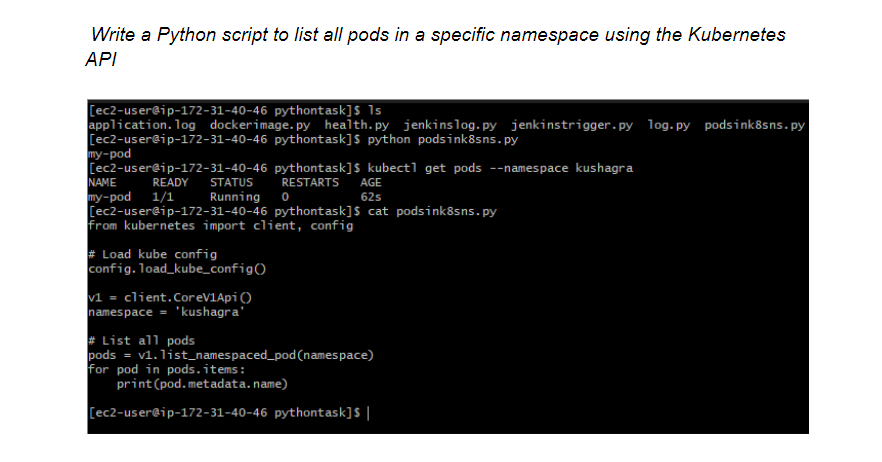 Write a Python script to list all pods in a specific namespace using the Kubernetes
API
[ec2-user@ip-172-31-40-46 pythontask]$ ls
application.log  dockerimage.py  health.py  jenkinslog.py  jenkinstrigger.py  log.py  podsink8sns.py
[ec2-user@ip-172-31-40-46 pythontask]$ python podsink8sns.py
my-pod
[ec2-user@ip-172-31-40-46 pythontask]$ kubectl get pods --namespace kushagra
NAME     READY   STATUS    RESTARTS   AGE
my-pod   1/1     Running   0          62s
[ec2-user@ip-172-31-40-46 pythontask]$ cat podsink8sns.py
from kubernetes import client, config

# Load kube config
config.load_kube_config()

v1 = client.CoreV1Api()
namespace = 'kushagra'

# List all pods
pods = v1.list_namespaced_pod(namespace)
for pod in pods.items:
    print(pod.metadata.name)

[ec2-user@ip-172-31-40-46 pythontask]$